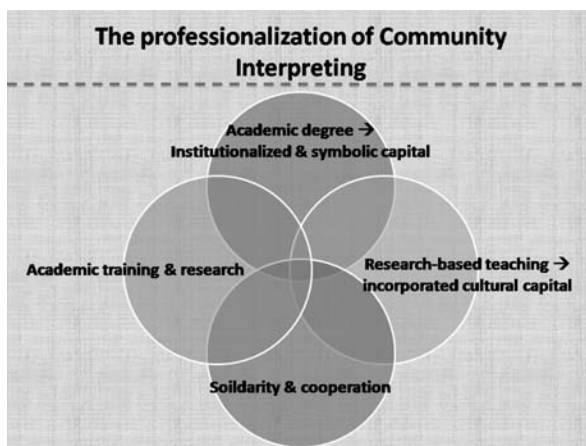 The professionalization of Community
Interpreting
Academic degree →
Institutionalized & symbolic capital
Academic training & research
Research-based teaching →
incorporated cultural capital
Soildarity & cooperation